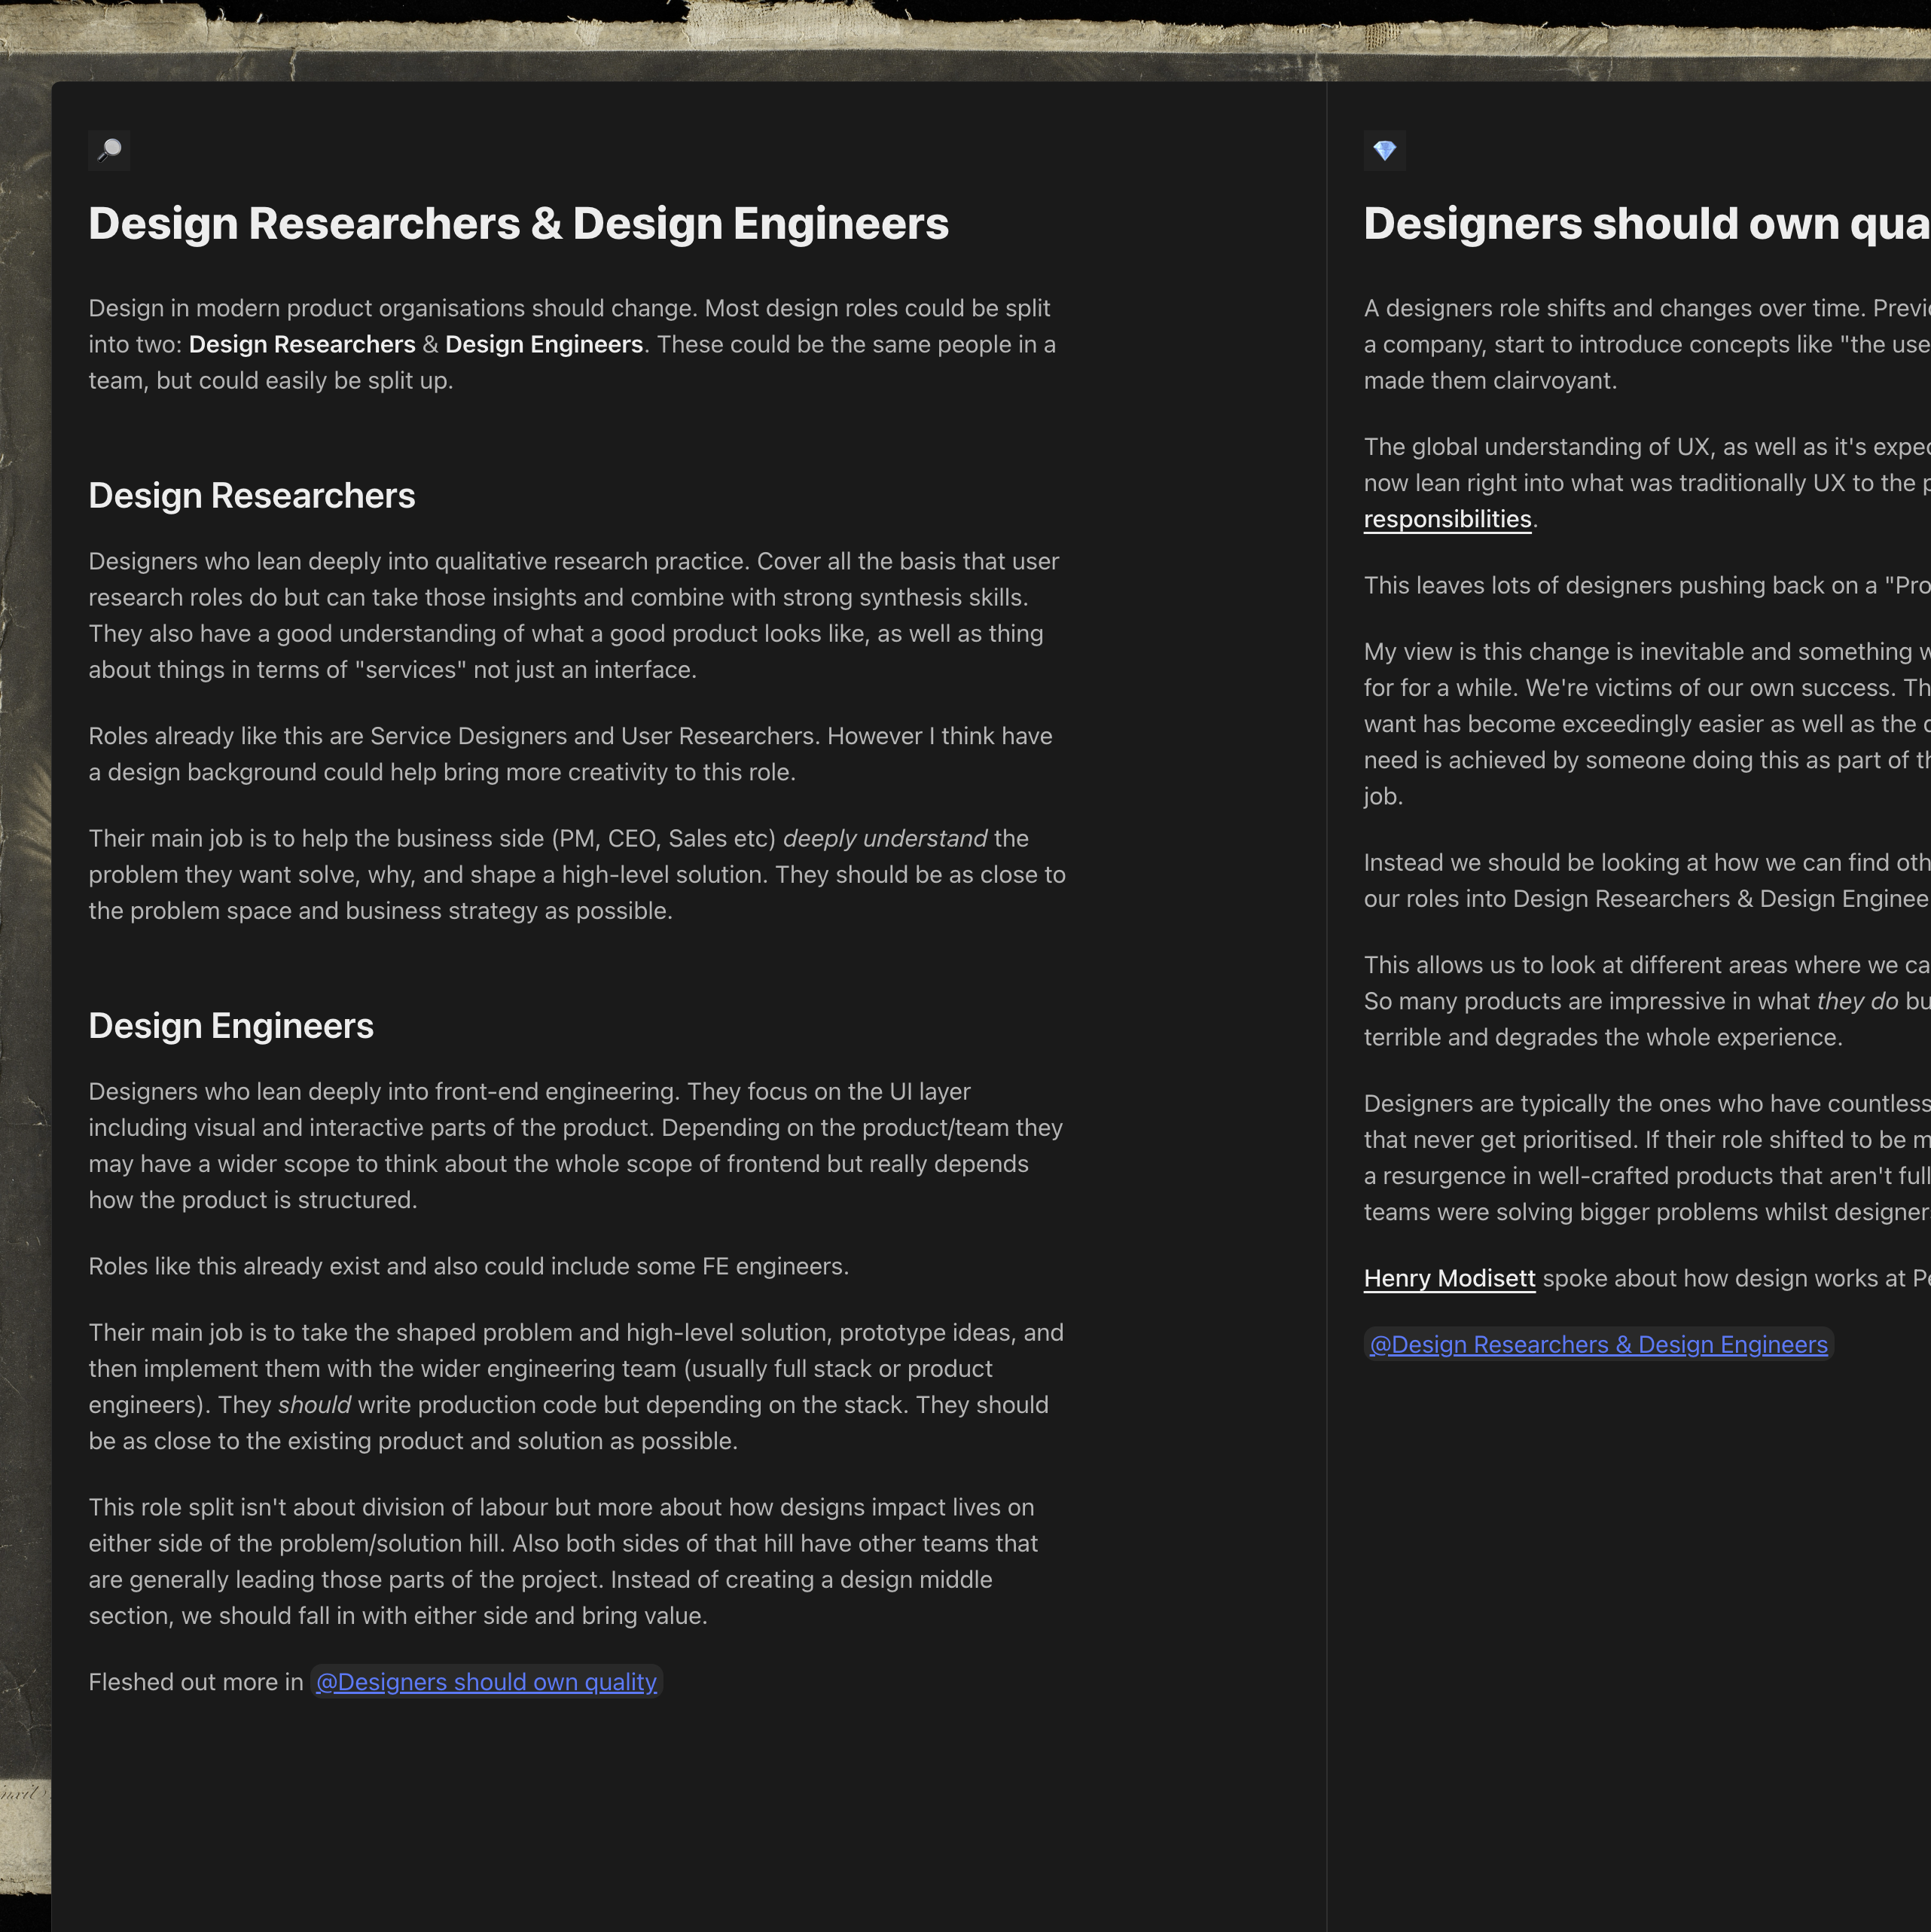 Design Researchers & Design Engineers
Design in modern product organisations should change. Most design roles could be split
into two: Design Researchers & Design Engineers. These could be the same people in a
team, but could easily be split up.
Design Researchers
Designers who lean deeply into qualitative research practice. Cover all the basis that user
research roles do but can take those insights and combine with strong synthesis skills.
They also have a good understanding of what a good product looks like, as well as thing
about things in terms of "services" not just an interface.
Roles already like this are Service Designers and User Researchers. However I think have
a design background could help bring more creativity to this role.
Their main job is to help the business side (PM, CEO, Sales etc) deeply understand the
problem they want solve, why, and shape a high-level solution. They should be as close to
the problem space and business strategy as possible.
Design Engineers
Designers who lean deeply into front-end engineering. They focus on the UI layer
including visual and interactive parts of the product. Depending on the product/team they
may have a wider scope to think about the whole scope of frontend but really depends
how the product is structured.
Roles like this already exist and also could include some FE engineers.
Their main job is to take the shaped problem and high-level solution, prototype ideas, and
then implement them with the wider engineering team (usually full stack or product
engineers). They should write production code but depending on the stack. They should
be as close to the existing product and solution as possible.
This role split isn't about division of labour but more about how designs impact lives on
either side of the problem/solution hill. Also both sides of that hill have other teams that
are generally leading those parts of the project. Instead of creating a design middle
section, we should fall in with either side and bring value.
Fleshed out more in @Designers should own quality
Designers should own
A designers role shifts and changes over time.
a company, start to introduce concepts like "the
made them clairvoyant.
The global understanding of UX, as well as it's
now lean right into what was traditionally UX to the
responsibilities.
This leaves lots of designers pushing back on a
My view is this change is inevitable and something
for for a while. We're victims of our own success.
want has become exceedingly easier as well as the
need is achieved by someone doing this as part of
job.
Instead we should be looking at how we can find
our roles into Design Researchers & Design
This allows us to look at different areas where we
So many products are impressive in what they do
terrible and degrades the whole experience.
Designers are typically the ones who have countless
that never get prioritised. If their role shifted to be
a resurgence in well-crafted products that aren't
teams were solving bigger problems whilst
Henry Modisett spoke about how design works at
@Design Researchers & Design Engineers